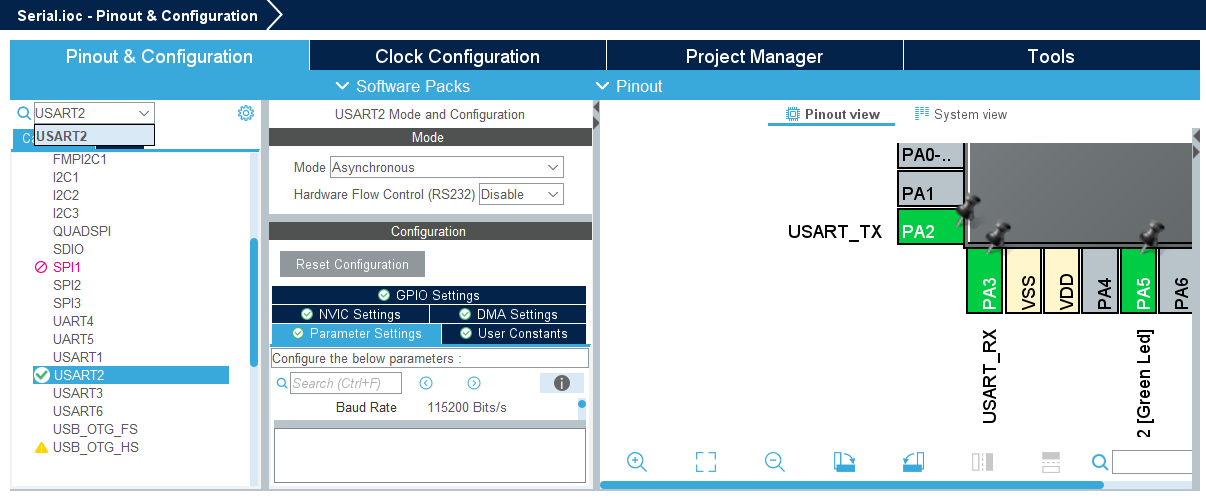 Serial.ioc - Pinout & Configuration
Pinout & Configuration
Clock Configuration
Project Manager
Tools
Software Packs
Pinout
USART2
USART2
FMPI2C1
I2C1
I2C2
I2C3
QUADSPI
SDIO
SPI1
SPI2
SPI3
UART4
UART5
USART1
USART2
USART3
USART6
USB_OTG_FS
USB_OTG_HS
USART2 Mode and Configuration
Mode
Mode Asynchronous
Hardware Flow Control (RS232) Disable
Configuration
Reset Configuration
GPIO Settings
NVIC Settings
DMA Settings
Parameter Settings
User Constants
Configure the below parameters :
Search (Ctrl+F)
Baud Rate 115200 Bits/s
Pinout view
System view
PA0-..
PA1
USART_TX PA2
PA3
VSS
VDD
PA4
PA5
PA6
USART_RX
2 [Green Led]